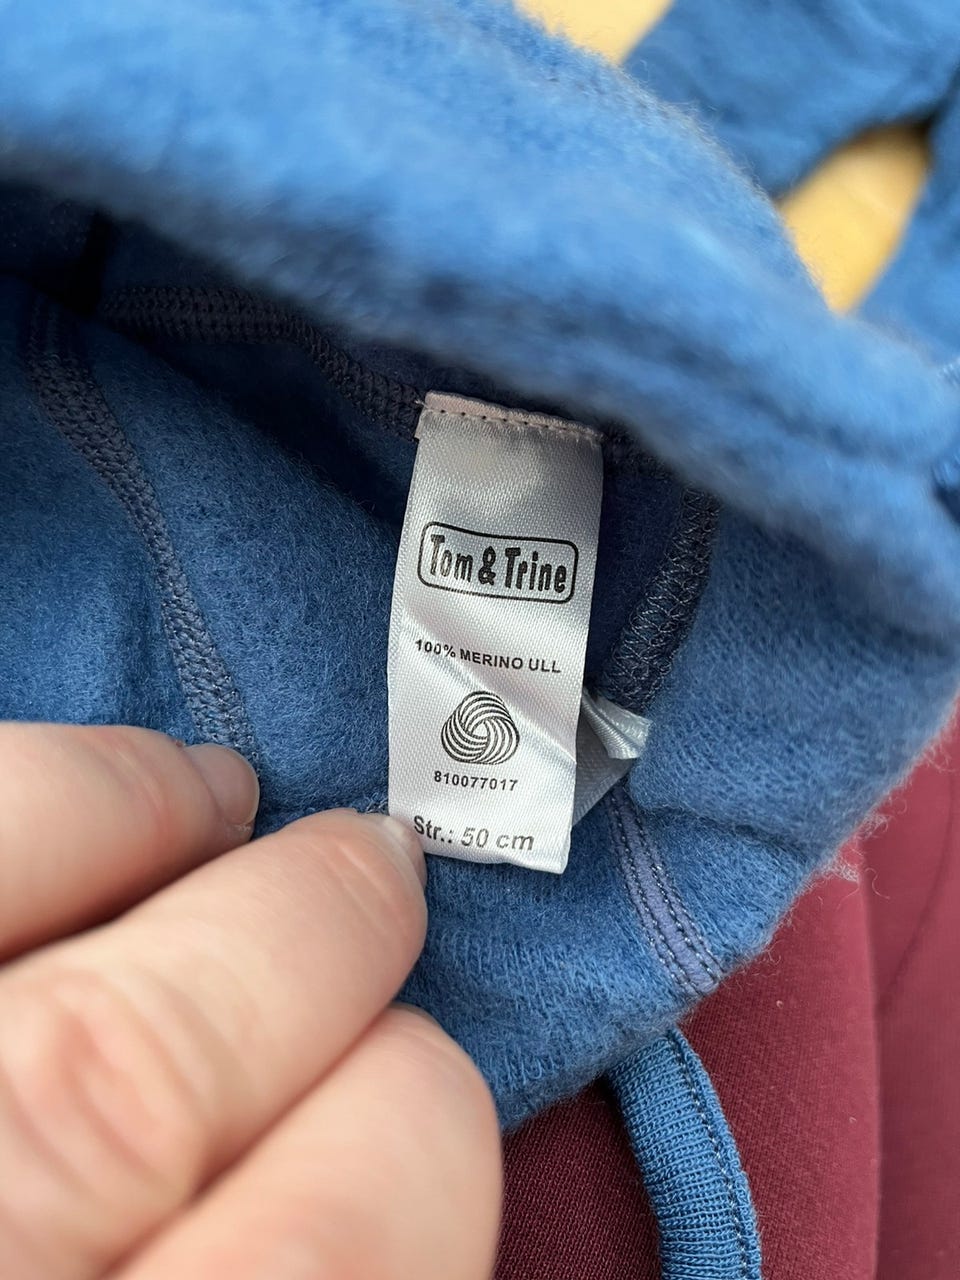 Tom & Trine
100% MERINO ULL
810077017
Str.: 50 cm